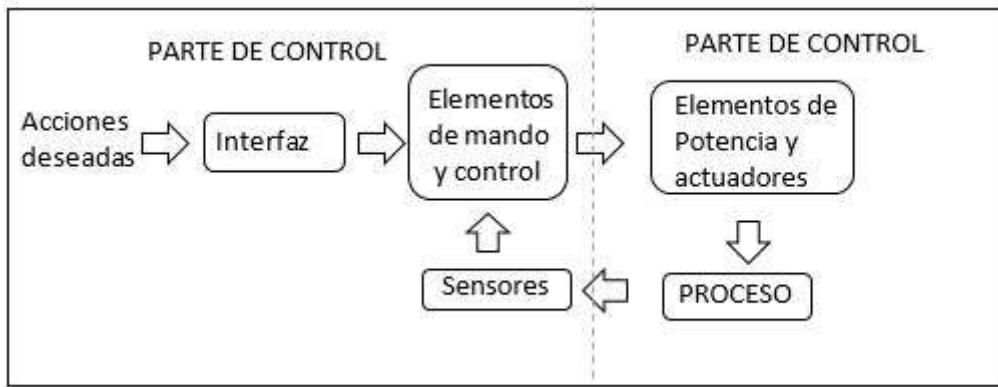 PARTE DE CONTROL
PARTE DE CONTROL
Acciones
deseadas
Interfaz
Elementos
de mando
y control
Elementos de
Potencia y
actuadores
Sensores
PROCESO